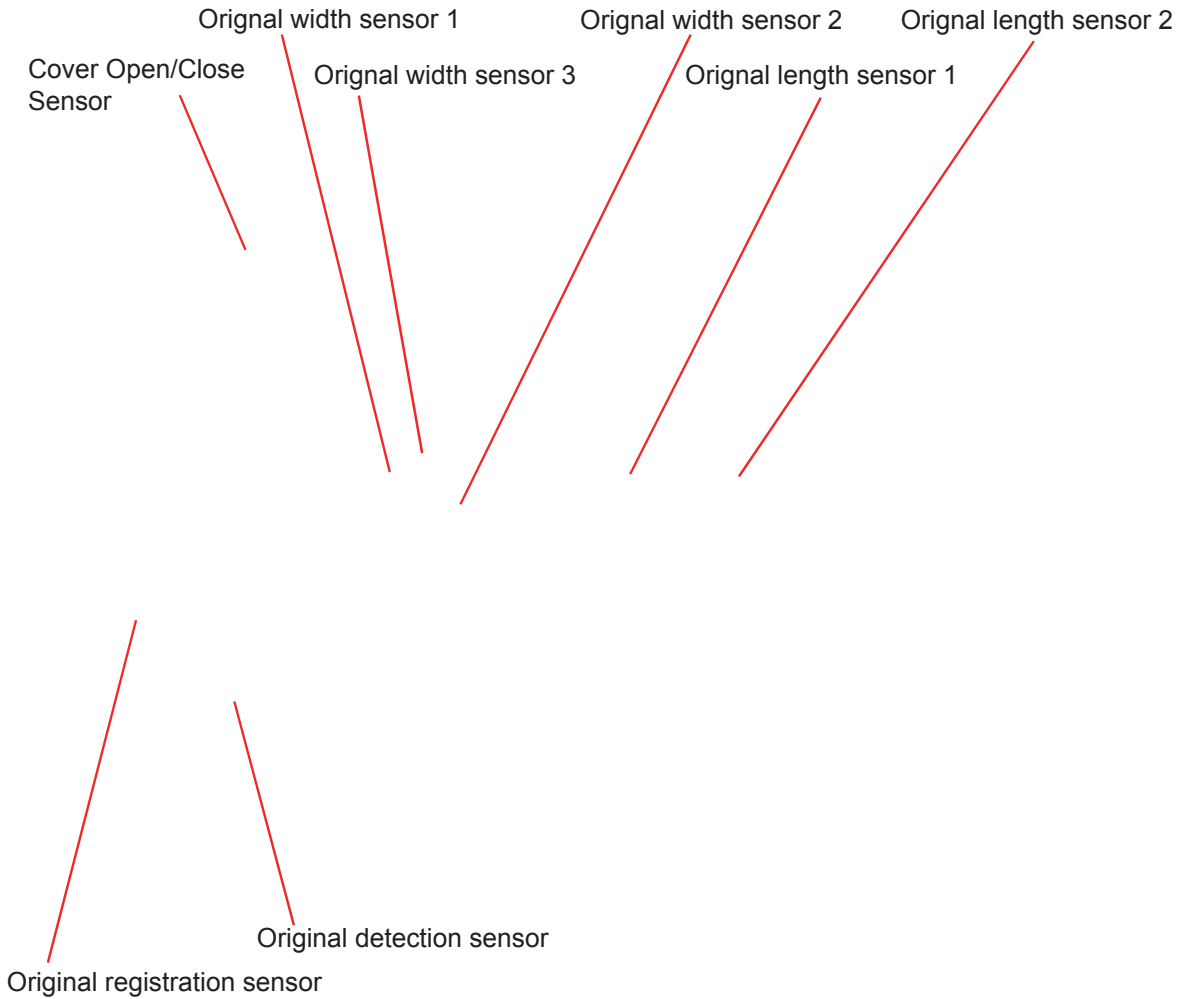 Orignal width sensor 1
Orignal width sensor 2
Orignal length sensor 2
Cover Open/Close
Sensor
Orignal width sensor 3
Orignal length sensor 1
Original detection sensor
Original registration sensor